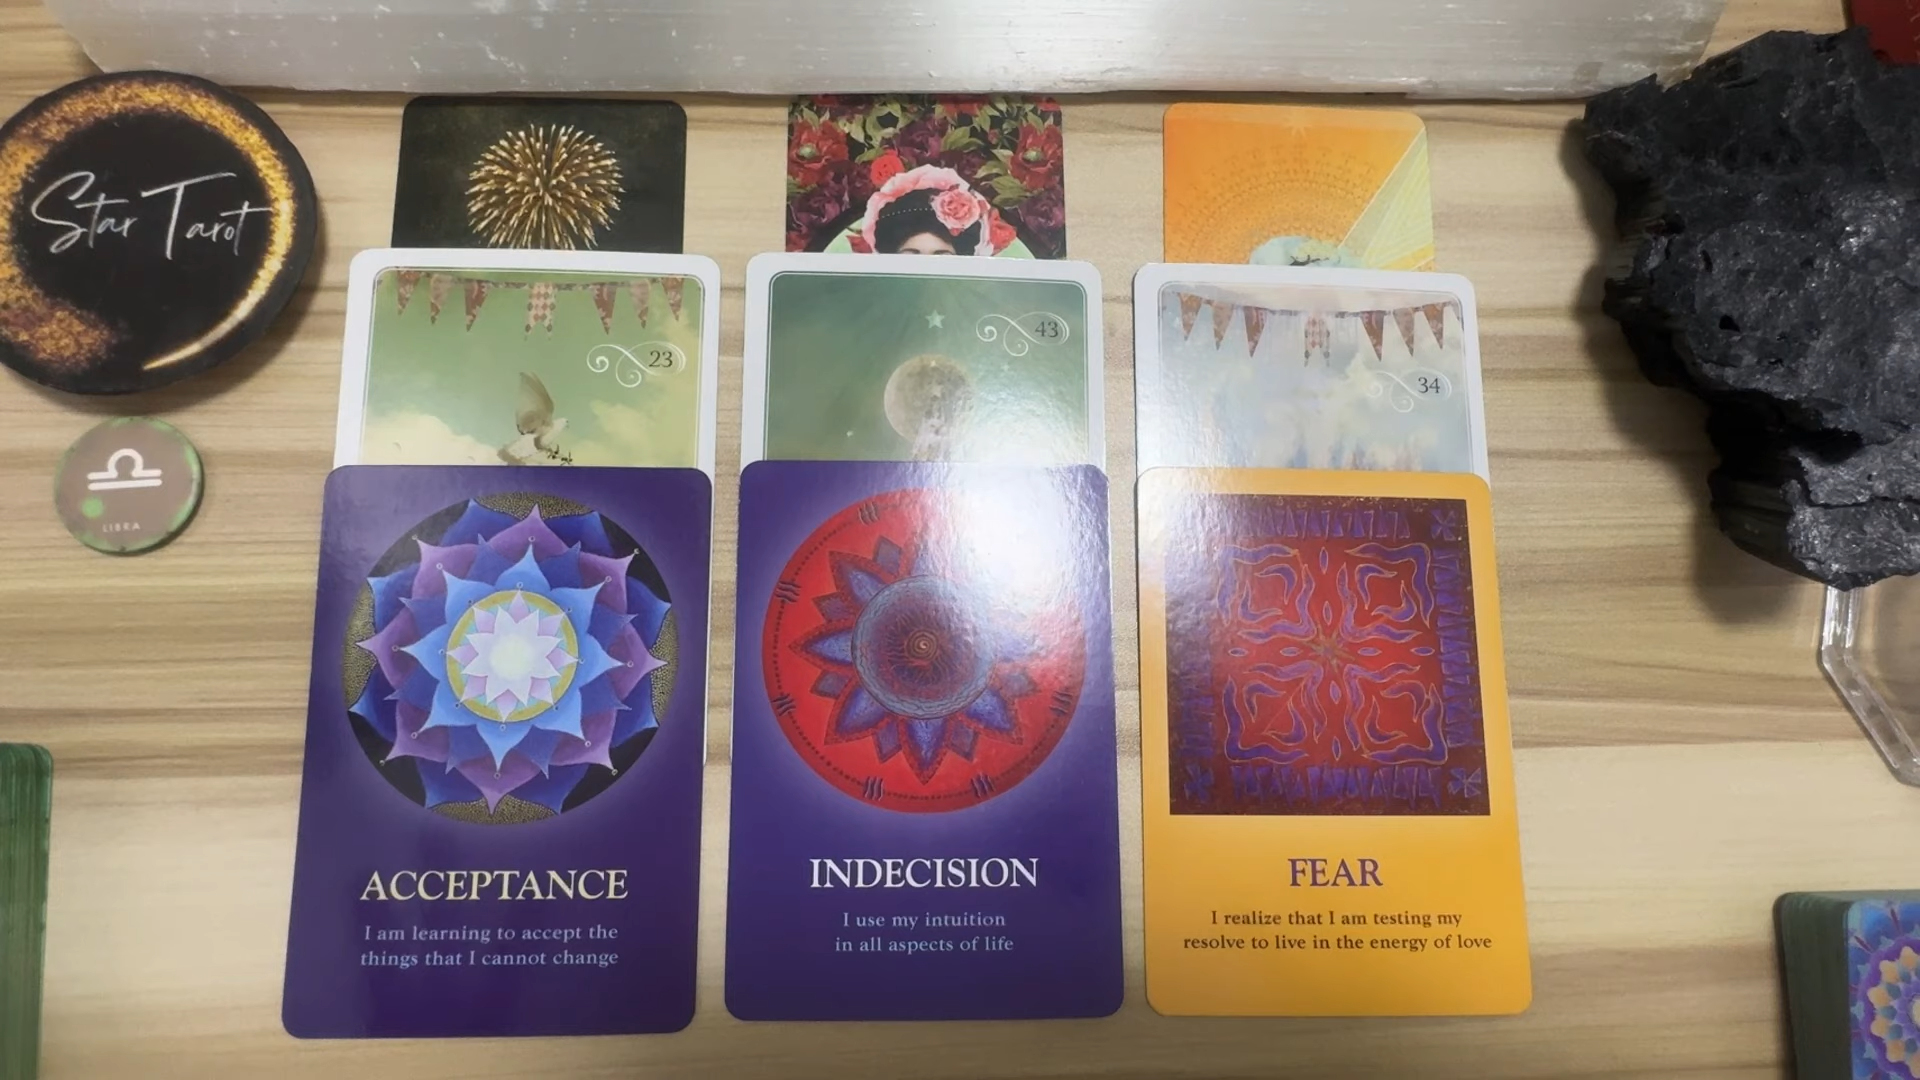 Star Tarot
LIBRA
23
43
34
ACCEPTANCE
I am learning to accept the
things that I cannot change
INDECISION
I use my intuition
in all aspects of life
FEAR
I realize that I am testing my
resolve to live in the energy of love